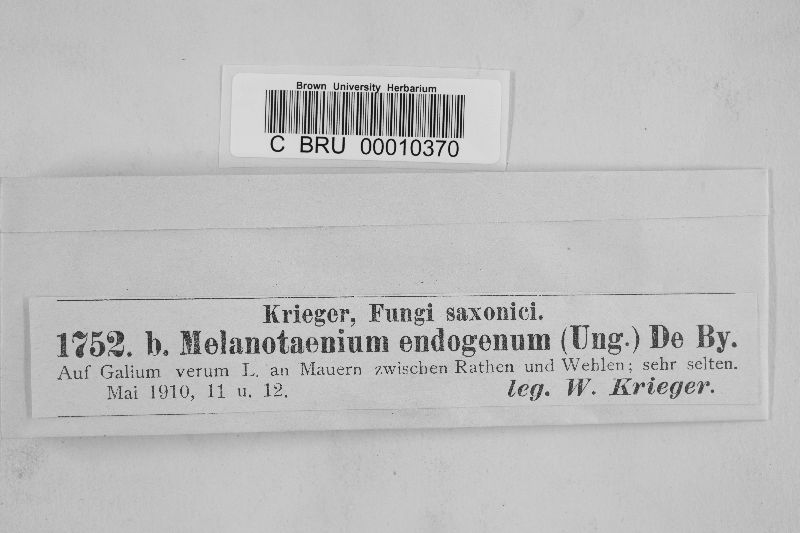 Brown University Herbarium
C BRU 00010370
Krieger, Fungi saxonici.
1752. b. Melanotaenium endogenum (Ung.) De By.
Auf Galium verum L. an Mauern zwischen Rathen und Wehlen; sehr selten.
Mai 1910, 11 u. 12. leg. W. Krieger.